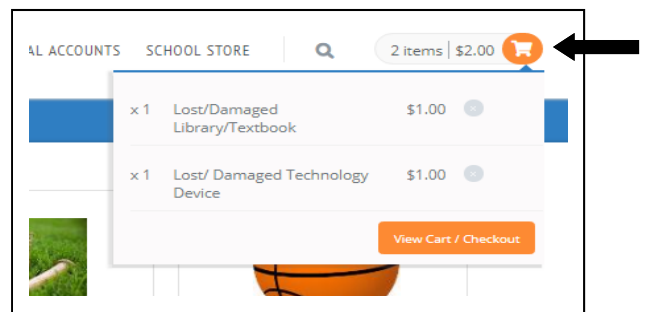 AL ACCOUNTS SCHOOL STORE 2 items | $2.00
x 1 Lost/Damaged $1.00
Library/Textbook
x 1 Lost/ Damaged Technology $1.00
Device
View Cart / Checkout